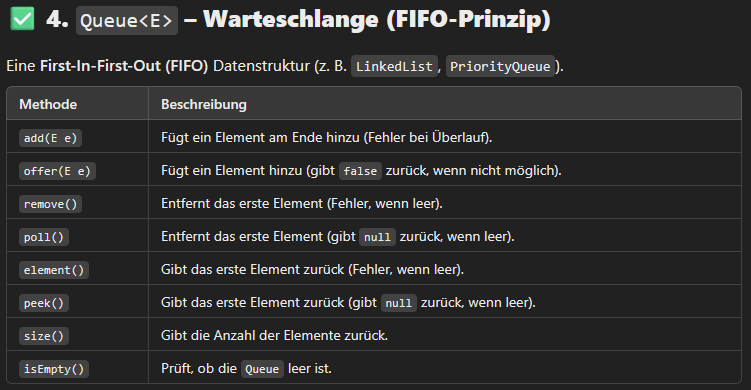 ✅ 4. Queue<E> – Warteschlange (FIFO-Prinzip)
Eine First-In-First-Out (FIFO) Datenstruktur (z. B. LinkedList, PriorityQueue).
Methode Beschreibung
add(E e) Fügt ein Element am Ende hinzu (Fehler bei Überlauf).
offer(E e) Fügt ein Element hinzu (gibt false zurück, wenn nicht möglich).
remove() Entfernt das erste Element (Fehler, wenn leer).
poll() Entfernt das erste Element (gibt null zurück, wenn leer).
element() Gibt das erste Element zurück (Fehler, wenn leer).
peek() Gibt das erste Element zurück (gibt null zurück, wenn leer).
size() Gibt die Anzahl der Elemente zurück.
isEmpty() Prüft, ob die Queue leer ist.